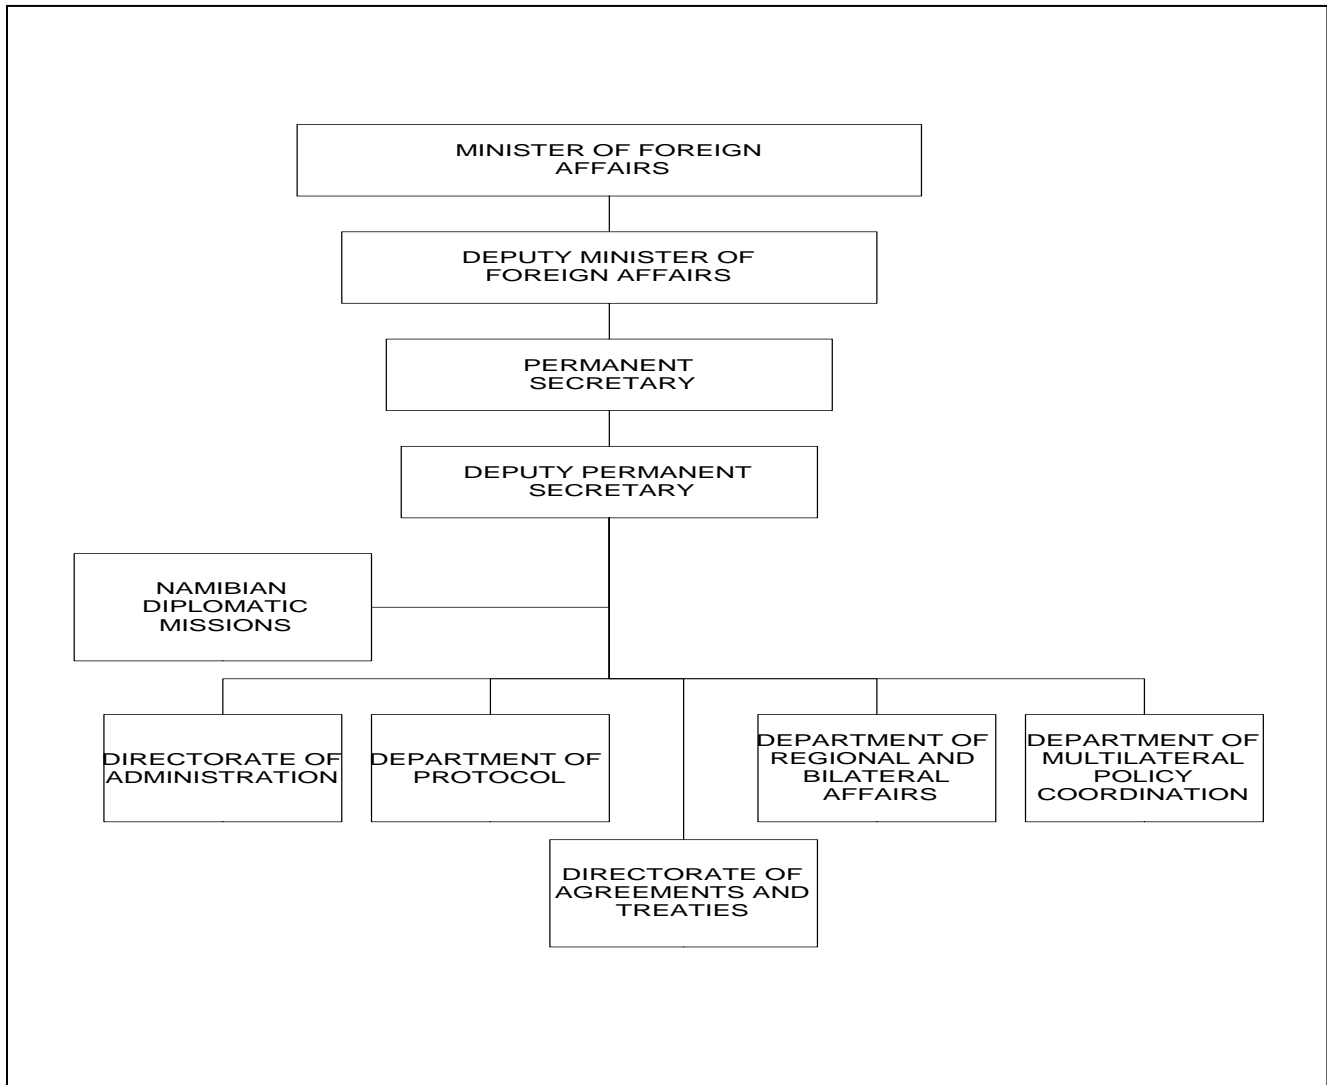 MINISTER OF FOREIGN
AFFAIRS
DEPUTY MINISTER OF
FOREIGN AFFAIRS
PERMANENT
SECRETARY
DEPUTY PERMANENT
SECRETARY
NAMIBIAN
DIPLOMATIC
MISSIONS
DIRECTORATE OF
ADMINISTRATION
DEPARTMENT OF
PROTOCOL
DEPARTMENT OF
REGIONAL AND
BILATERAL
AFFAIRS
DEPARTMENT OF
MULTILATERAL
POLICY
COORDINATION
DIRECTORATE OF
AGREEMENTS AND
TREATIES